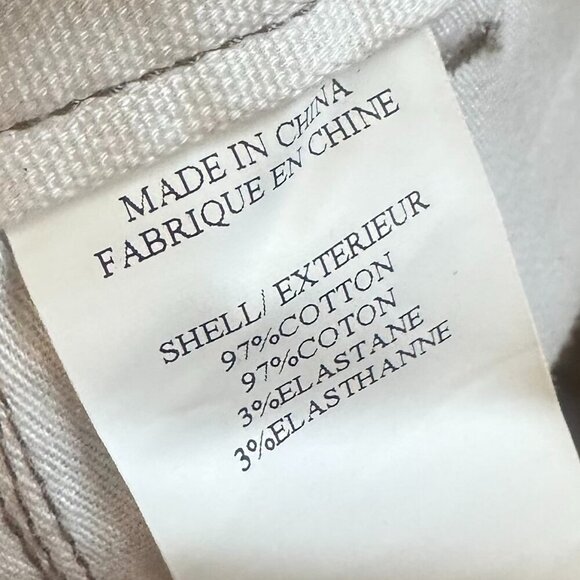 MADE IN CHINA
FABRIQUE EN CHINE
SHELL/ EXTERIEUR
97%COTTON
97%COTON
3%ELASTANE
3%ELASTHANNE